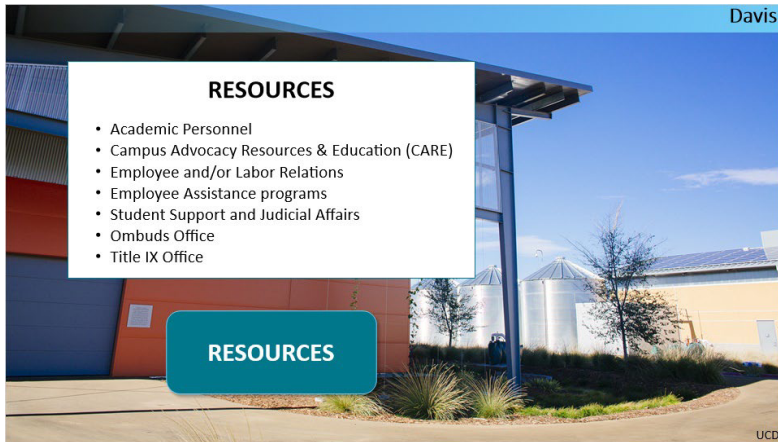 Davis
RESOURCES
• Academic Personnel
• Campus Advocacy Resources & Education (CARE)
• Employee and/or Labor Relations
• Employee Assistance programs
• Student Support and Judicial Affairs
• Ombuds Office
• Title IX Office
RESOURCES
UCD